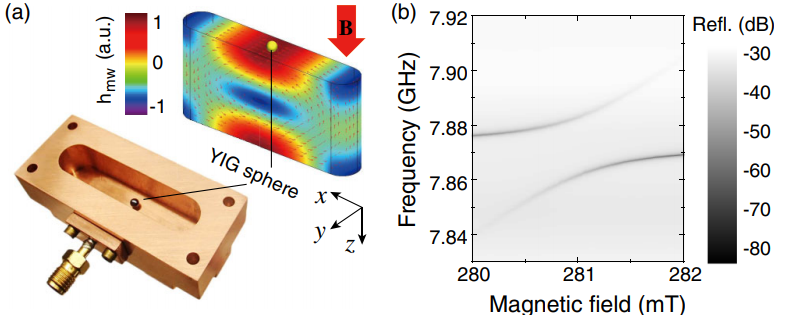 (a)
h_mw (a.u.)
1
0
-1
B
YIG sphere
x
y
z
(b)
Frequency (GHz)
7.92
7.90
7.88
7.86
7.84
280
281
282
Magnetic field (mT)
Refl. (dB)
-30
-40
-50
-60
-70
-80